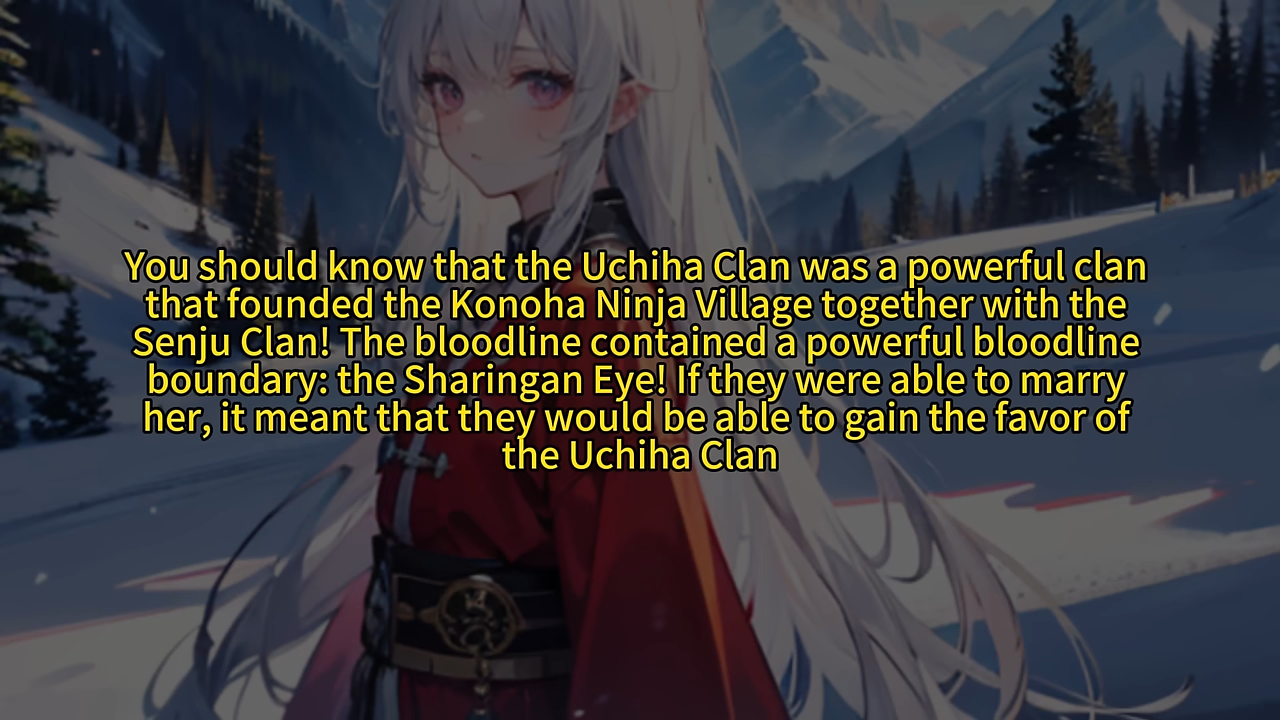 You should know that the Uchiha Clan was a powerful clan
that founded the Konoha Ninja Village together with the
Senju Clan! The bloodline contained a powerful bloodline
boundary: the Sharingan Eye! If they were able to marry
her, it meant that they would be able to gain the favor of
the Uchiha Clan